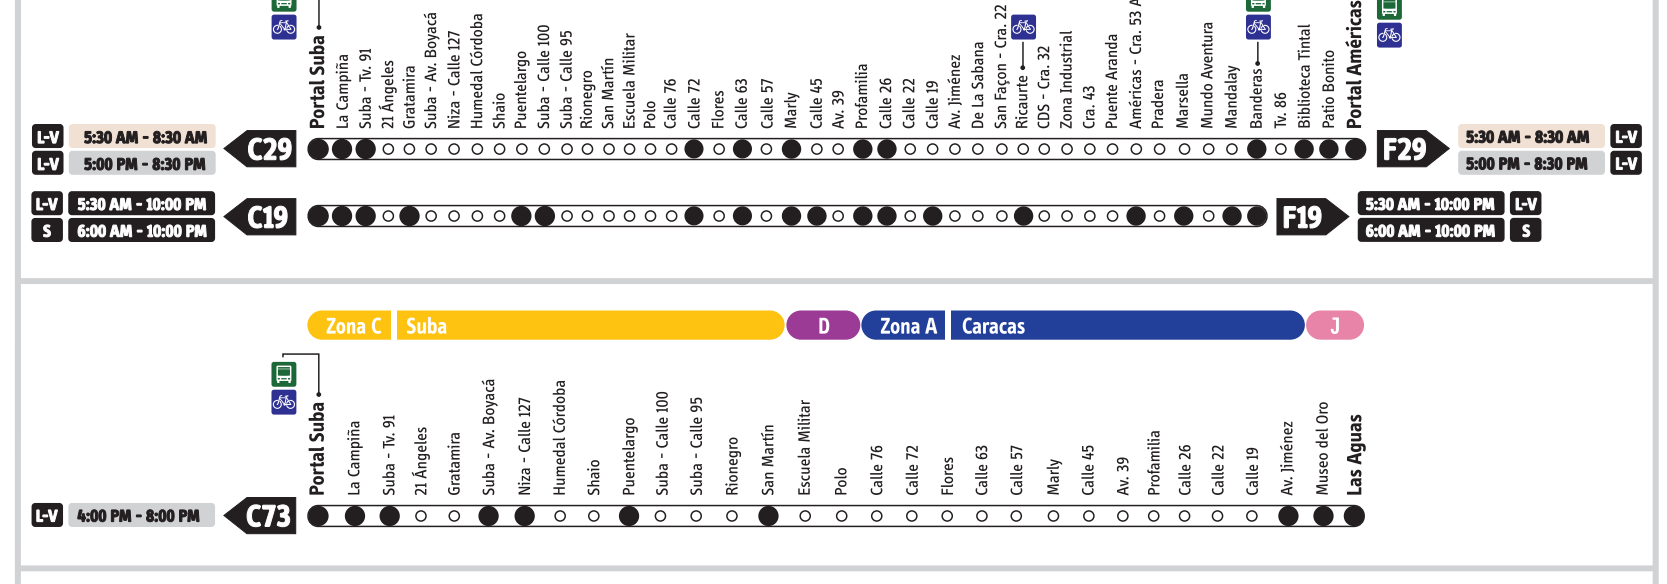 Portal Suba
La Campiña
Suba - Tv. 91
21 Ángeles
Gratamira
Suba - Av. Boyacá
Niza - Calle 127
Humedal Córdoba
Shaio
Puentelargo
Suba - Calle 100
Suba - Calle 95
Rionegro
San Martín
Escuela Militar
Polo
Calle 76
Calle 72
Flores
Calle 63
Calle 57
Marly
Calle 45
Av. 39
Profamilia
Calle 26
Calle 22
Calle 19
Av. Jiménez
De La Sabana
San Façon - Cra. 22
Ricaurte
CDS - Cra. 32
Zona Industrial
Cra. 43
Puente Aranda
Américas - Cra. 53 A
Pradera
Marsella
Mundo Aventura
Mandalay
Banderas
Tv. 86
Biblioteca Tintal
Patio Bonito
Portal Américas
L-V 5:30 AM - 8:30 AM
L-V 5:00 PM - 8:30 PM
C29
F29
5:30 AM - 8:30 AM L-V
5:00 PM - 8:30 PM L-V
L-V 5:30 AM - 10:00 PM
S 6:00 AM - 10:00 PM
C19
F19
5:30 AM - 10:00 PM L-V
6:00 AM - 10:00 PM S
Zona C Suba D Zona A Caracas J
Portal Suba
La Campiña
Suba - Tv. 91
21 Ángeles
Gratamira
Suba - Av. Boyacá
Niza - Calle 127
Humedal Córdoba
Shaio
Puentelargo
Suba - Calle 100
Suba - Calle 95
Rionegro
San Martín
Escuela Militar
Polo
Calle 76
Calle 72
Flores
Calle 63
Calle 57
Marly
Calle 45
Av. 39
Profamilia
Calle 26
Calle 22
Calle 19
Av. Jiménez
Museo del Oro
Las Aguas
L-V 4:00 PM - 8:00 PM
C73